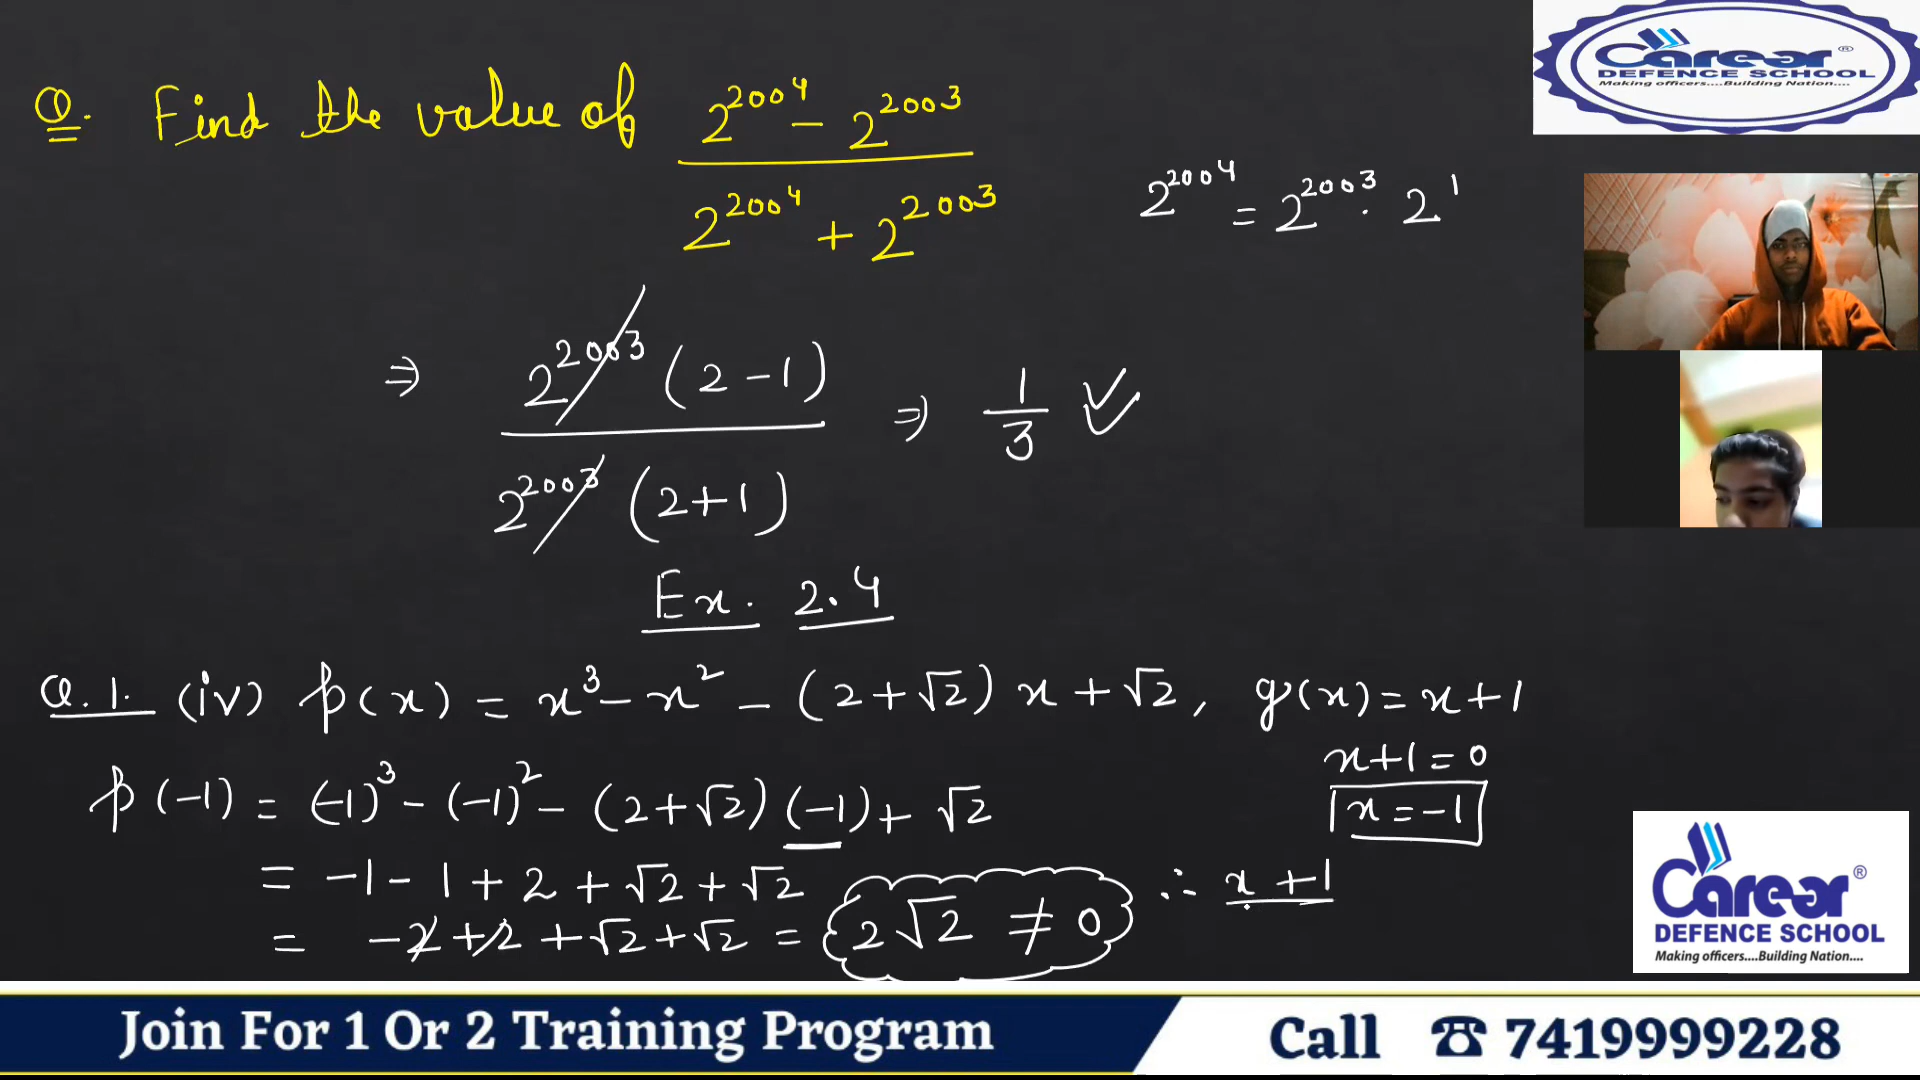 Q. Find the value of 2^2004 - 2^2003 / 2^2004 + 2^2003
2^2004 = 2^2003 · 2^1
⇒ 2^2003 (2-1) / 2^2003 (2+1) ⇒ 1/3 ✓✓
Ex. 2.4
Q.1. (iv) p(x) = x³ - x² - (2+√2) x + √2, g(x) = x+1
x+1 = 0
x = -1
p(-1) = (-1)³ - (-1)² - (2+√2) (-1) + √2
= -1 - 1 + 2 + √2 + √2
= -2 + 2 + √2 + √2 = 2√2 ≠ 0 ∴ x+1
Carear ®
DEFENCE SCHOOL
Making officers....Building Nation....
Carear ®
DEFENCE SCHOOL
Making officers....Building Nation....
Join For 1 Or 2 Training Program
Call ☎ 7419999228